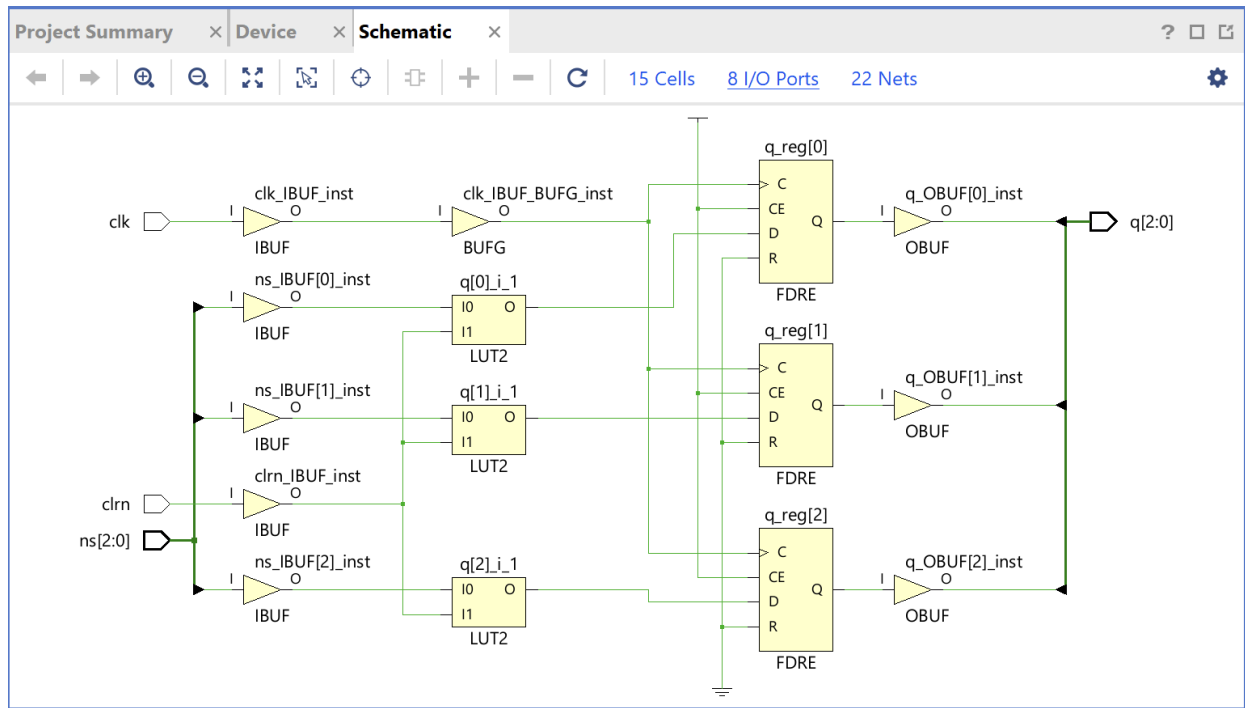 Project Summary × Device × Schematic × ?
15 Cells 8 I/O Ports 22 Nets
q_reg[0]
clk_IBUF_inst clk_IBUF_BUFG_inst C q_OBUF[0]_inst
I O I O CE I O
clk Q q[2:0]
D
IBUF BUFG OBUF
R
ns_IBUF[0]_inst q[0]_i_1
I O FDRE
I0 O
IBUF I1
q_reg[1]
LUT2
C q_OBUF[1]_inst
ns_IBUF[1]_inst q[1]_i_1 CE I O
I O Q
I0 O D
IBUF I1 R OBUF
LUT2
clrn_IBUF_inst FDRE
I O
clrn
q_reg[2]
IBUF
ns[2:0]
C q_OBUF[2]_inst
ns_IBUF[2]_inst q[2]_i_1 CE I O
I O I0 O Q
D
IBUF I1 R OBUF
LUT2
FDRE